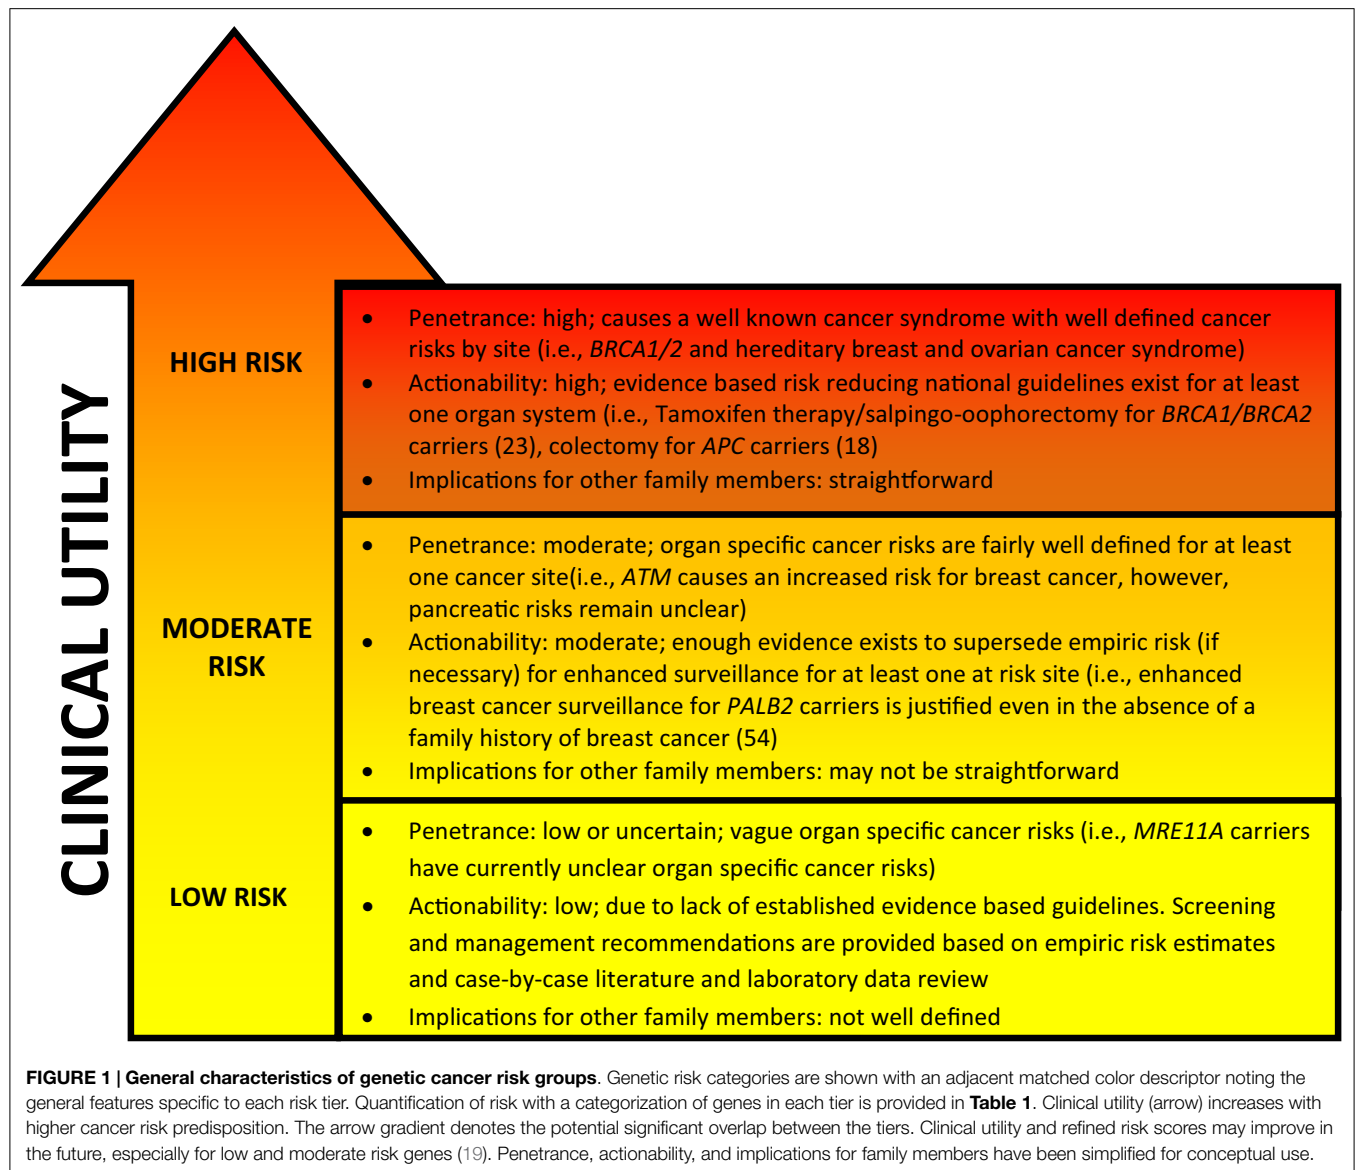 CLINICAL UTILITY
HIGH RISK
• Penetrance: high; causes a well known cancer syndrome with well defined cancer
risks by site (i.e., BRCA1/2 and hereditary breast and ovarian cancer syndrome)
• Actionability: high; evidence based risk reducing national guidelines exist for at least
one organ system (i.e., Tamoxifen therapy/salpingo-oophorectomy for BRCA1/BRCA2
carriers (23), colectomy for APC carriers (18)
• Implications for other family members: straightforward
MODERATE
RISK
• Penetrance: moderate; organ specific cancer risks are fairly well defined for at least
one cancer site(i.e., ATM causes an increased risk for breast cancer, however,
pancreatic risks remain unclear)
• Actionability: moderate; enough evidence exists to supersede empiric risk (if
necessary) for enhanced surveillance for at least one at risk site (i.e., enhanced
breast cancer surveillance for PALB2 carriers is justified even in the absence of a
family history of breast cancer (54)
• Implications for other family members: may not be straightforward
LOW RISK
• Penetrance: low or uncertain; vague organ specific cancer risks (i.e., MRE11A carriers
have currently unclear organ specific cancer risks)
• Actionability: low; due to lack of established evidence based guidelines. Screening
and management recommendations are provided based on empiric risk estimates
and case-by-case literature and laboratory data review
• Implications for other family members: not well defined
FIGURE 1 | General characteristics of genetic cancer risk groups. Genetic risk categories are shown with an adjacent matched color descriptor noting the
general features specific to each risk tier. Quantification of risk with a categorization of genes in each tier is provided in Table 1. Clinical utility (arrow) increases with
higher cancer risk predisposition. The arrow gradient denotes the potential significant overlap between the tiers. Clinical utility and refined risk scores may improve in
the future, especially for low and moderate risk genes (19). Penetrance, actionability, and implications for family members have been simplified for conceptual use.